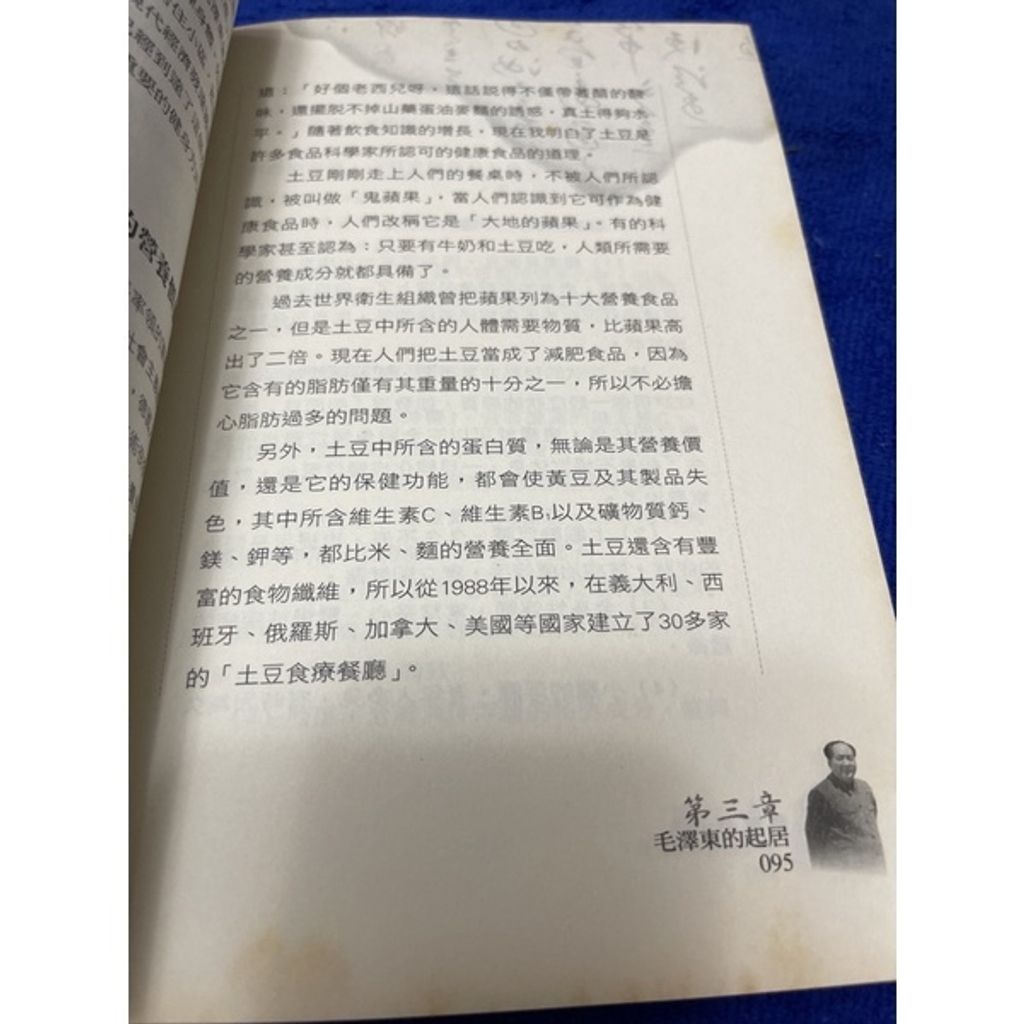 道：「好個老西兒呀，這話說得不僅帶著醋的酸
味，還擺脫不掉山藥蛋油麥麵的誘惑，真土得夠水
平。」隨著飲食知識的增長，現在我明白了土豆是
許多食品科學家所認可的健康食品的道理。
土豆剛剛走上人們的餐桌時，不被人們所認
識，被叫做「鬼蘋果」，當人們認識到它可作為健
康食品時，人們改稱它是「大地的蘋果」。有的科
學家甚至認為：只要有牛奶和土豆吃，人類所需要
的營養成分就都具備了。
過去世界衛生組織曾把蘋果列為十大營養食品
之一，但是土豆中所含的人體需要物質，比蘋果高
出了二倍。現在人們把土豆當成了減肥食品，因為
它含有的脂肪僅有其重量的十分之一，所以不必擔
心脂肪過多的問題。
另外，土豆中所含的蛋白質，無論是其營養價
值，還是它的保健功能，都會使黃豆及其製品失
色，其中所含維生素C、維生素B₁以及礦物質鈣、
鎂、鉀等，都比米、麵的營養全面。土豆還含有豐
富的食物纖維，所以從1988年以來，在義大利、西
班牙、俄羅斯、加拿大、美國等國家建立了30多家
的「土豆食療餐廳」。
第三章
毛澤東的起居
095